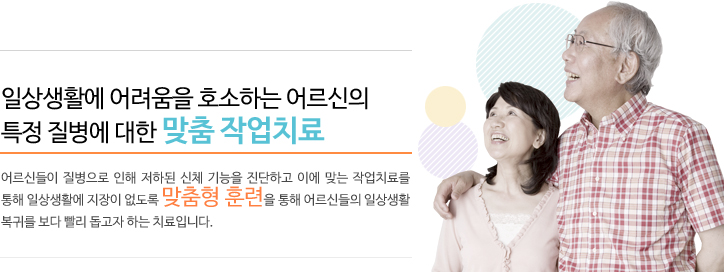 일상생활에 어려움을 호소하는 어르신의
특정 질병에 대한 맞춤 작업치료
어르신들이 질병으로 인해 저하된 신체 기능을 진단하고 이에 맞는 작업치료를
통해 일상생활에 지장이 없도록 맞춤형 훈련을 통해 어르신들의 일상생활
복귀를 보다 빨리 돕고자 하는 치료입니다.